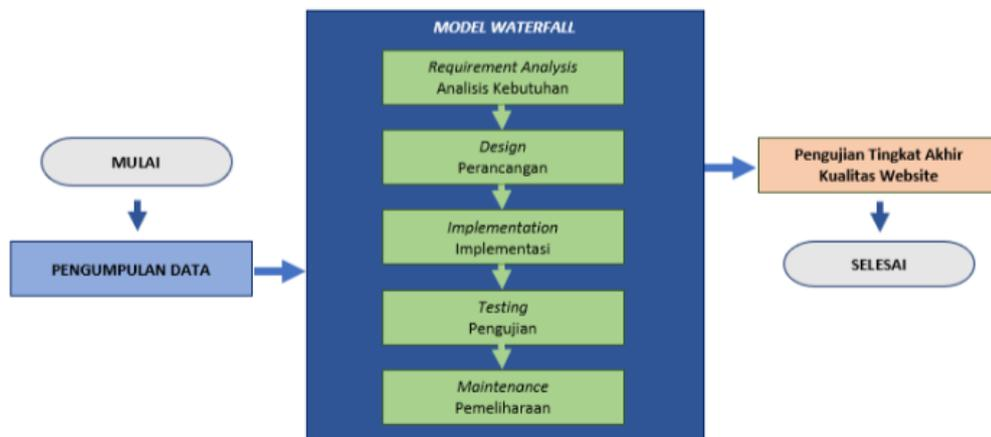 MULAI
PENGUMPULAN DATA
MODEL WATERFALL
Requirement Analysis
Analisis Kebutuhan
Design
Perancangan
Implementation
Implementasi
Testing
Pengujian
Maintenance
Pemeliharaan
Pengujian Tingkat Akhir
Kualitas Website
SELESAI